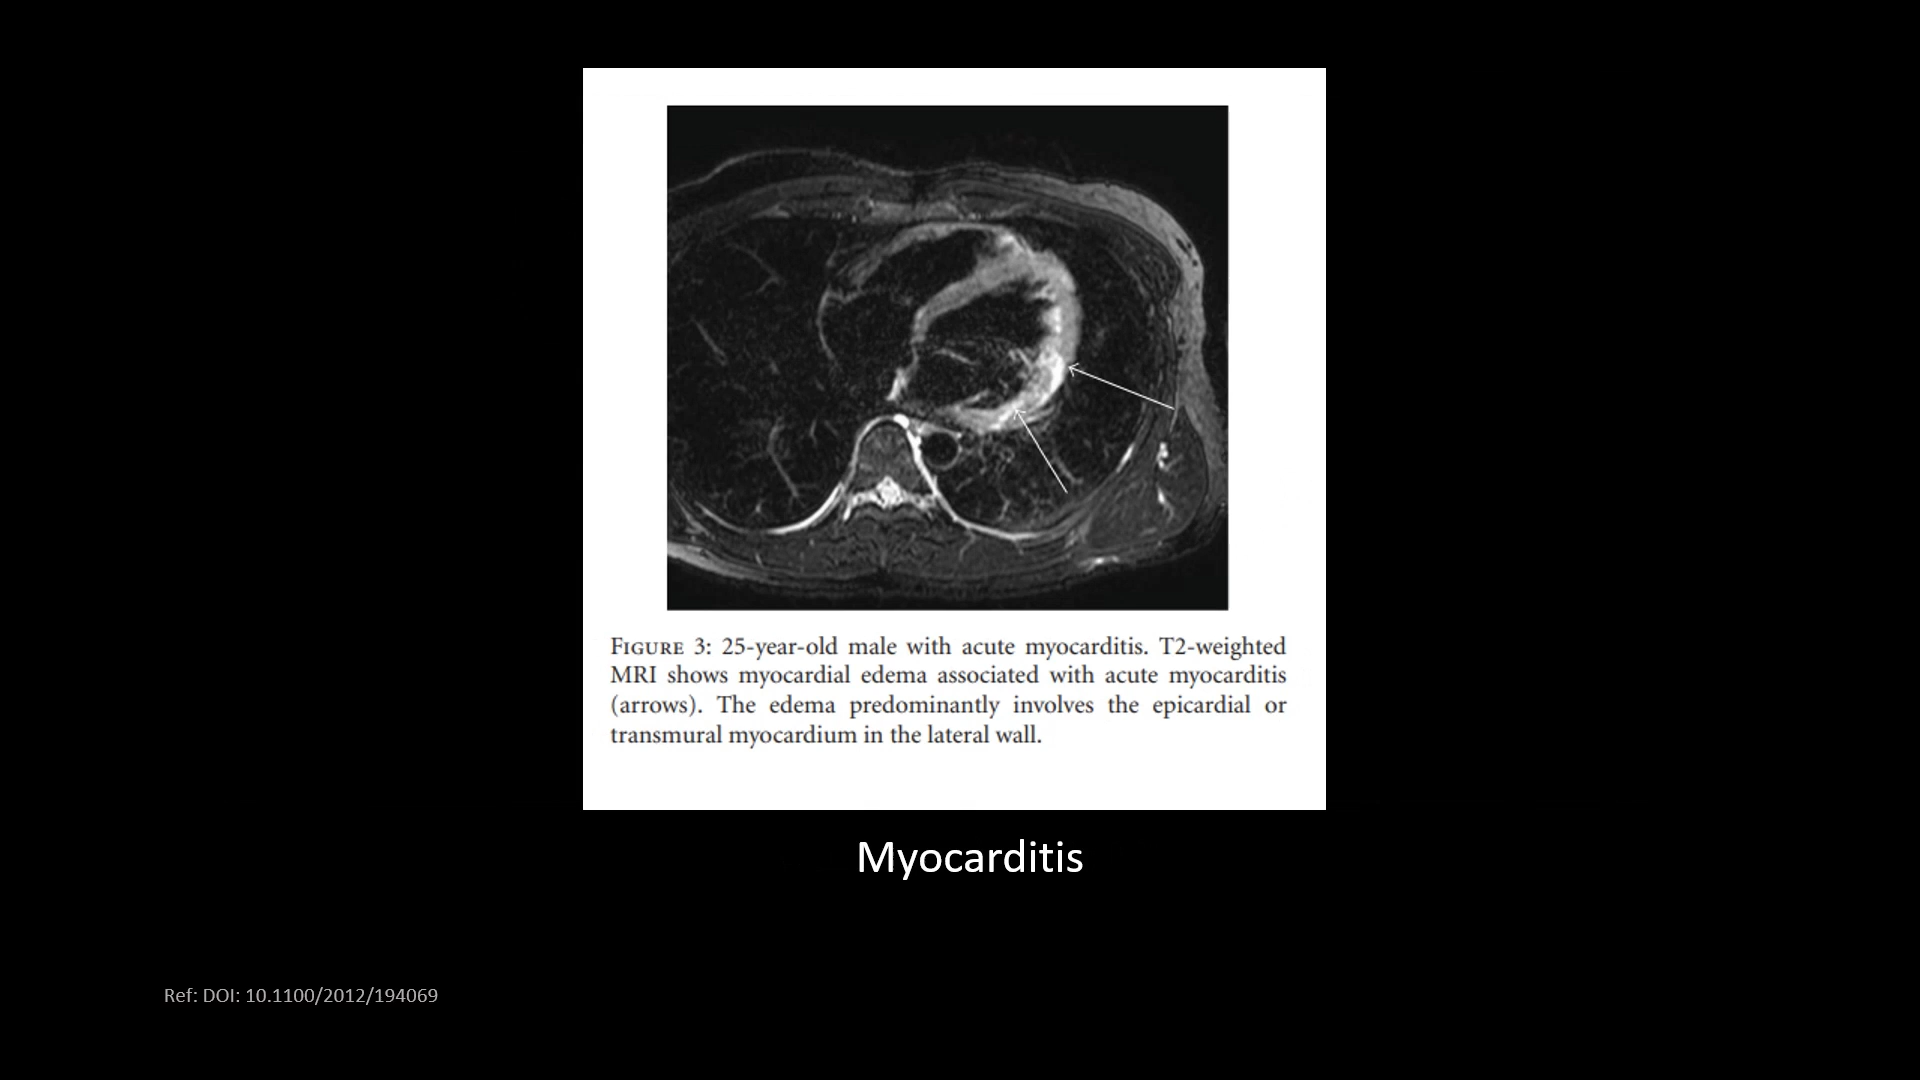 FIGURE 3: 25-year-old male with acute myocarditis. T2-weighted
MRI shows myocardial edema associated with acute myocarditis
(arrows). The edema predominantly involves the epicardial or
transmural myocardium in the lateral wall.
Myocarditis
Ref: DOI: 10.1100/2012/194069